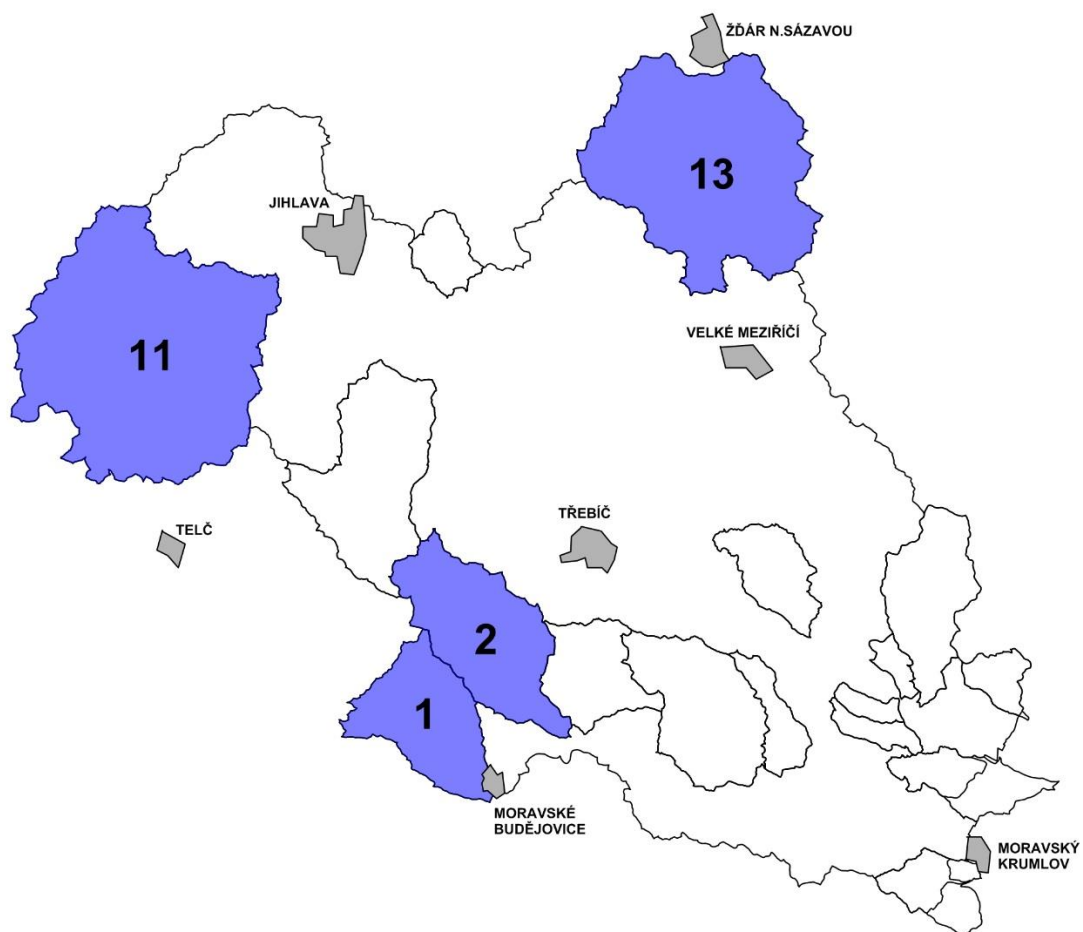 ŽĎÁR N.SÁZAVOU
13
JIHLAVA
VELKÉ MEZIŘÍČÍ
11
TELČ
TŘEBÍČ
2
1
MORAVSKÉ
BUDĚJOVICE
MORAVSKÝ
KRUMLOV